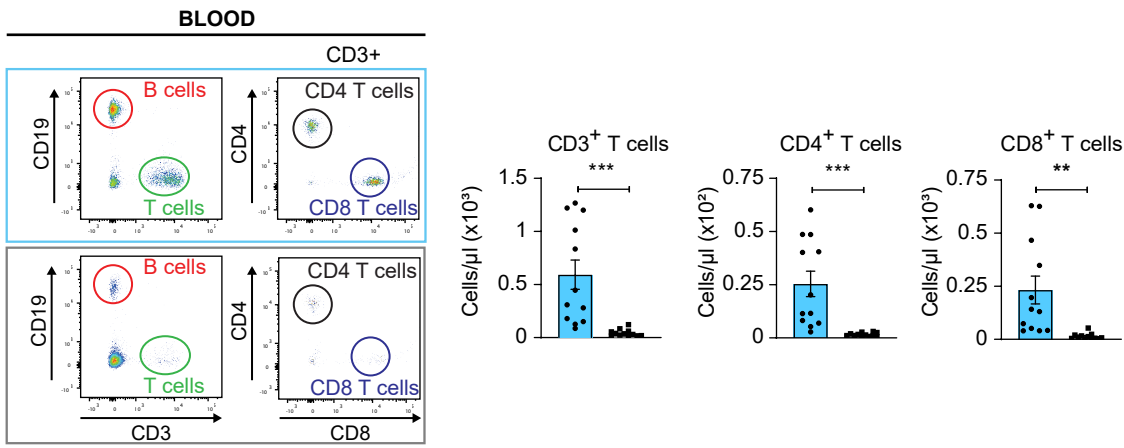 BLOOD
CD3+
B cells
CD4 T cells
CD19
CD4
T cells
CD8 T cells
B cells
CD4 T cells
CD19
CD4
T cells
CD8 T cells
CD3
CD8
CD3⁺ T cells
***
Cells/µl (x10³)
1.5
1
0.5
0
CD4⁺ T cells
***
Cells/µl (x10²)
0.75
0.5
0.25
0
CD8⁺ T cells
**
Cells/µl (x10³)
0.75
0.5
0.25
0